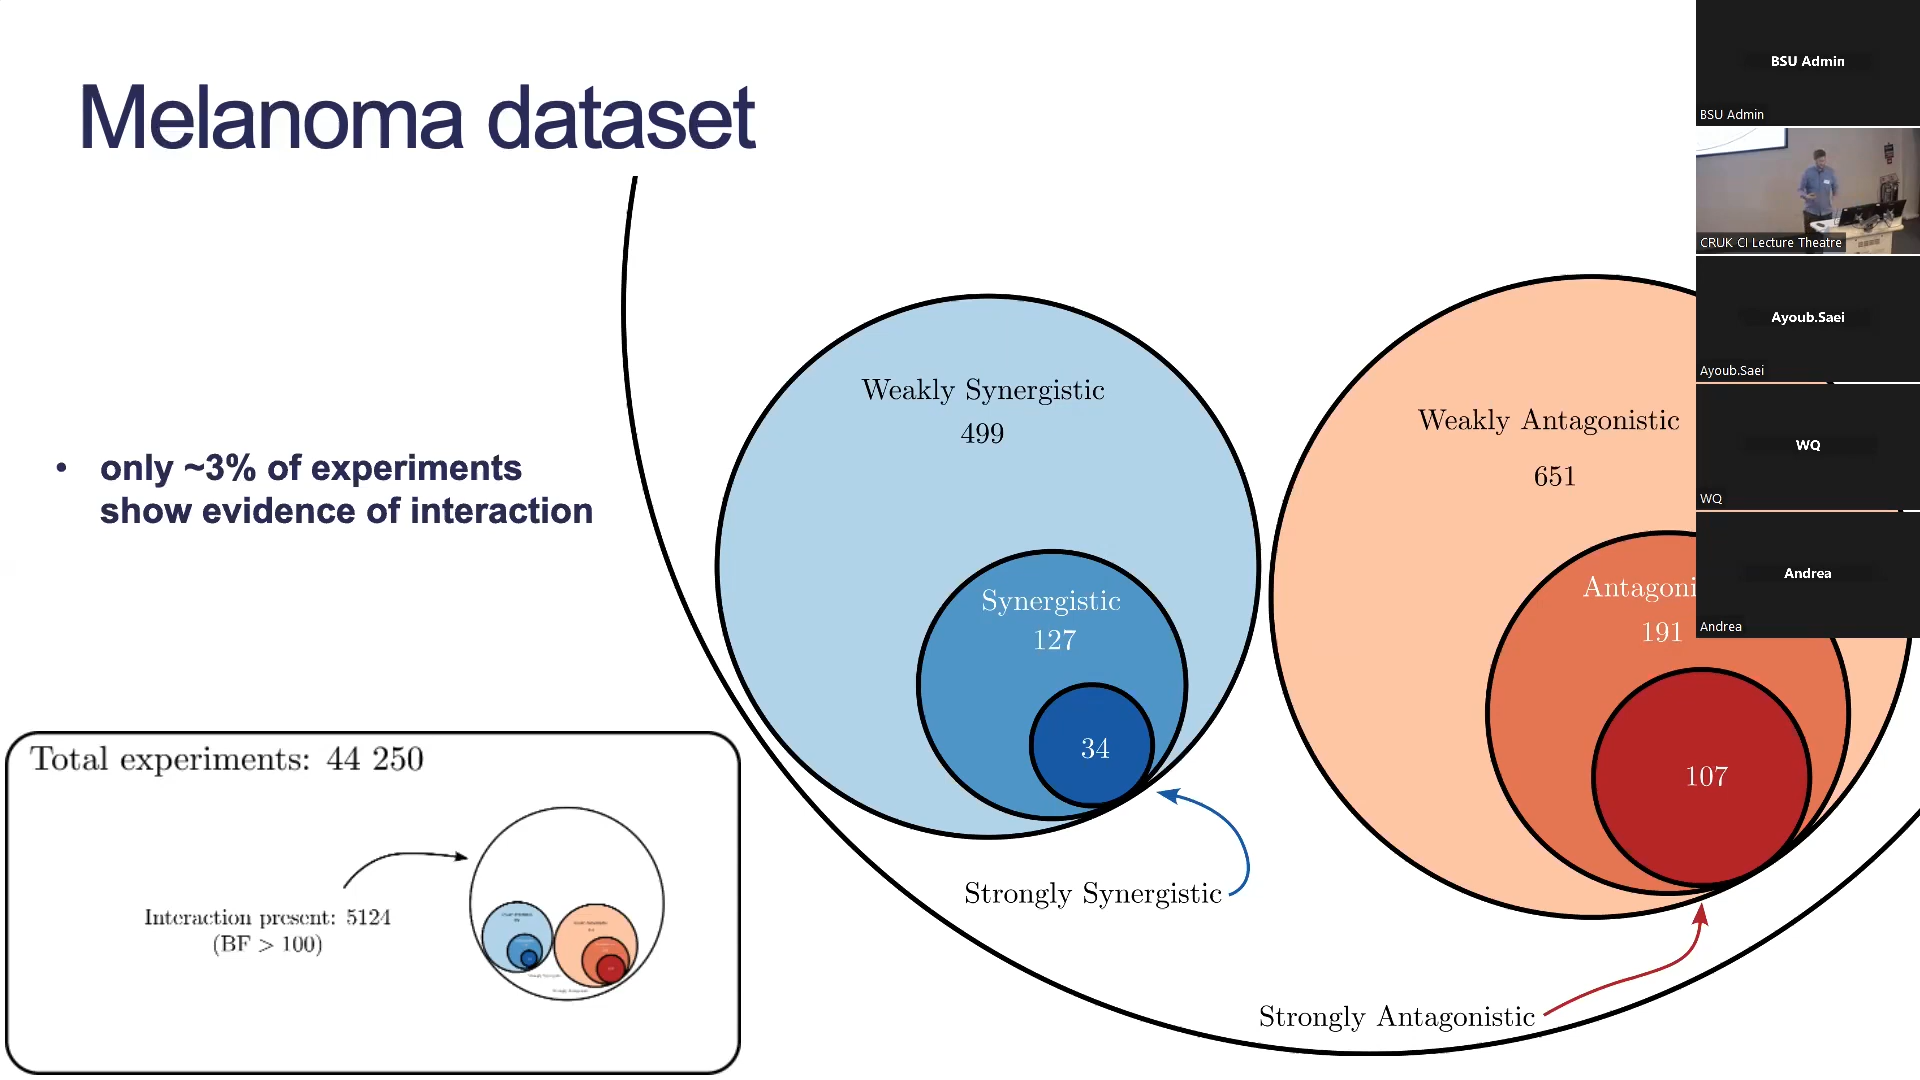 Melanoma dataset
• only ~3% of experiments
show evidence of interaction
Weakly Synergistic
499
Synergistic
127
34
Strongly Synergistic
Weakly Antagonistic
651
Antagoni
191
107
Strongly Antagonistic
Total experiments: 44 250
Interaction present: 5124
(BF > 100)
BSU Admin
BSU Admin
CRUK CI Lecture Theatre
Ayoub.Saei
Ayoub.Saei
WQ
WQ
Andrea
Andrea